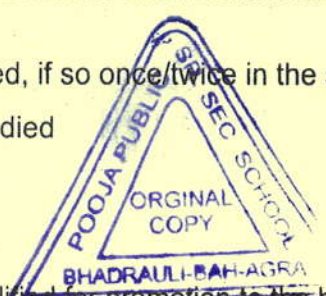 ed, if so once/twice in the
died
POOJA PUBLIC SR. SEC SCHOOL
ORGINAL
COPY
BHADRAULI-BAH-AGRA